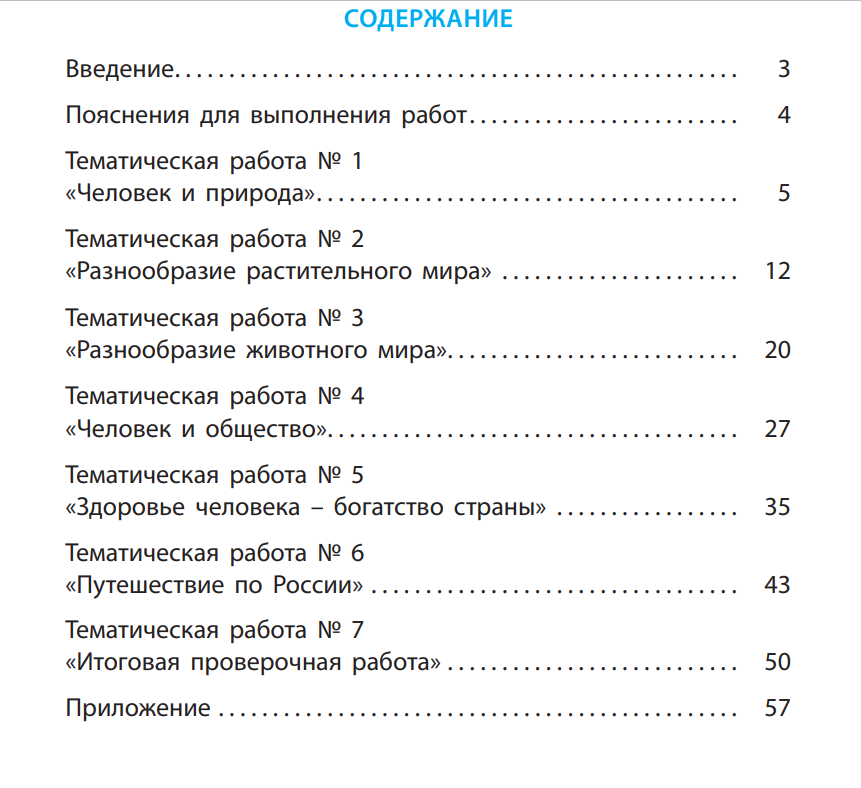 СОДЕРЖАНИЕ
Введение. . . . . . . . . . . . . . . . . . . . . . . . . . . . . . . . . . . . . . . . 3
Пояснения для выполнения работ. . . . . . . . . . . . . . . . . . . . 4
Тематическая работа № 1
«Человек и природа». . . . . . . . . . . . . . . . . . . . . . . . . . . . . . 5
Тематическая работа № 2
«Разнообразие растительного мира» . . . . . . . . . . . . . . . . . 12
Тематическая работа № 3
«Разнообразие животного мира». . . . . . . . . . . . . . . . . . . . . 20
Тематическая работа № 4
«Человек и общество». . . . . . . . . . . . . . . . . . . . . . . . . . . . . 27
Тематическая работа № 5
«Здоровье человека – богатство страны» . . . . . . . . . . . . . 35
Тематическая работа № 6
«Путешествие по России» . . . . . . . . . . . . . . . . . . . . . . . . . . 43
Тематическая работа № 7
«Итоговая проверочная работа» . . . . . . . . . . . . . . . . . . . . . 50
Приложение . . . . . . . . . . . . . . . . . . . . . . . . . . . . . . . . . . . . . 57